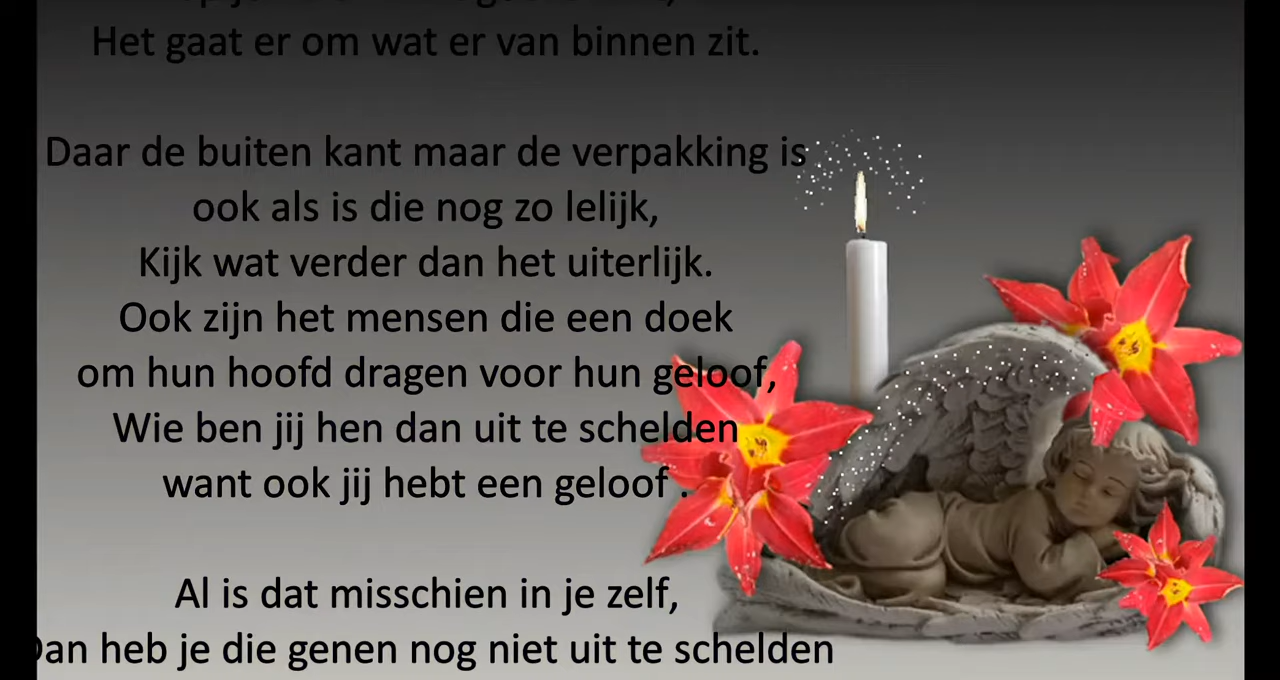 Het gaat er om wat er van binnen zit.
Daar de buiten kant maar de verpakking is
ook als is die nog zo lelijk,
Kijk wat verder dan het uiterlijk.
Ook zijn het mensen die een doek
om hun hoofd dragen voor hun geloof,
Wie ben jij hen dan uit te schelden
want ook jij hebt een geloof .
Al is dat misschien in je zelf,
Dan heb je die genen nog niet uit te schelden